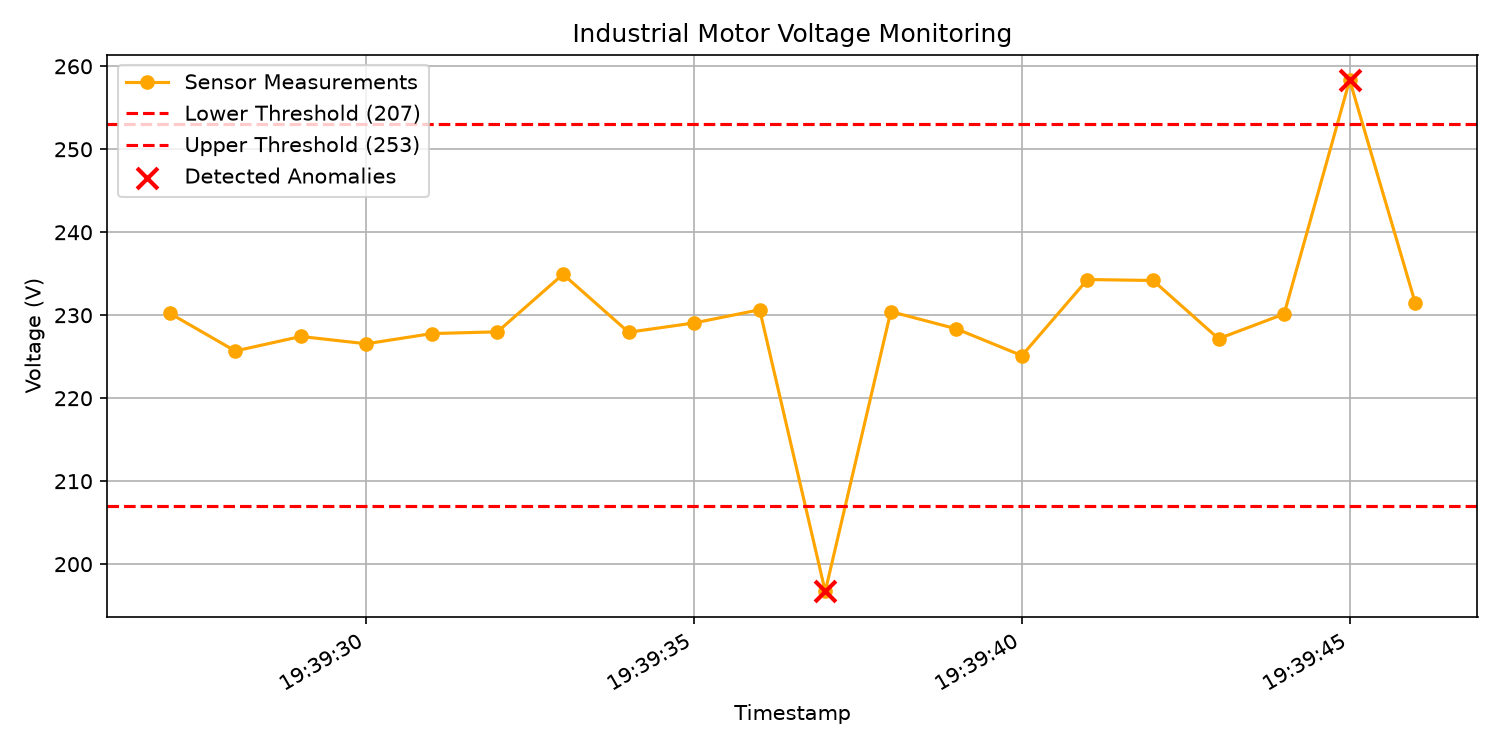 Industrial Motor Voltage Monitoring
Sensor Measurements
Lower Threshold (207)
Upper Threshold (253)
Detected Anomalies
260
250
240
230
220
210
200
Voltage (V)
19:39:30
19:39:35
19:39:40
19:39:45
Timestamp